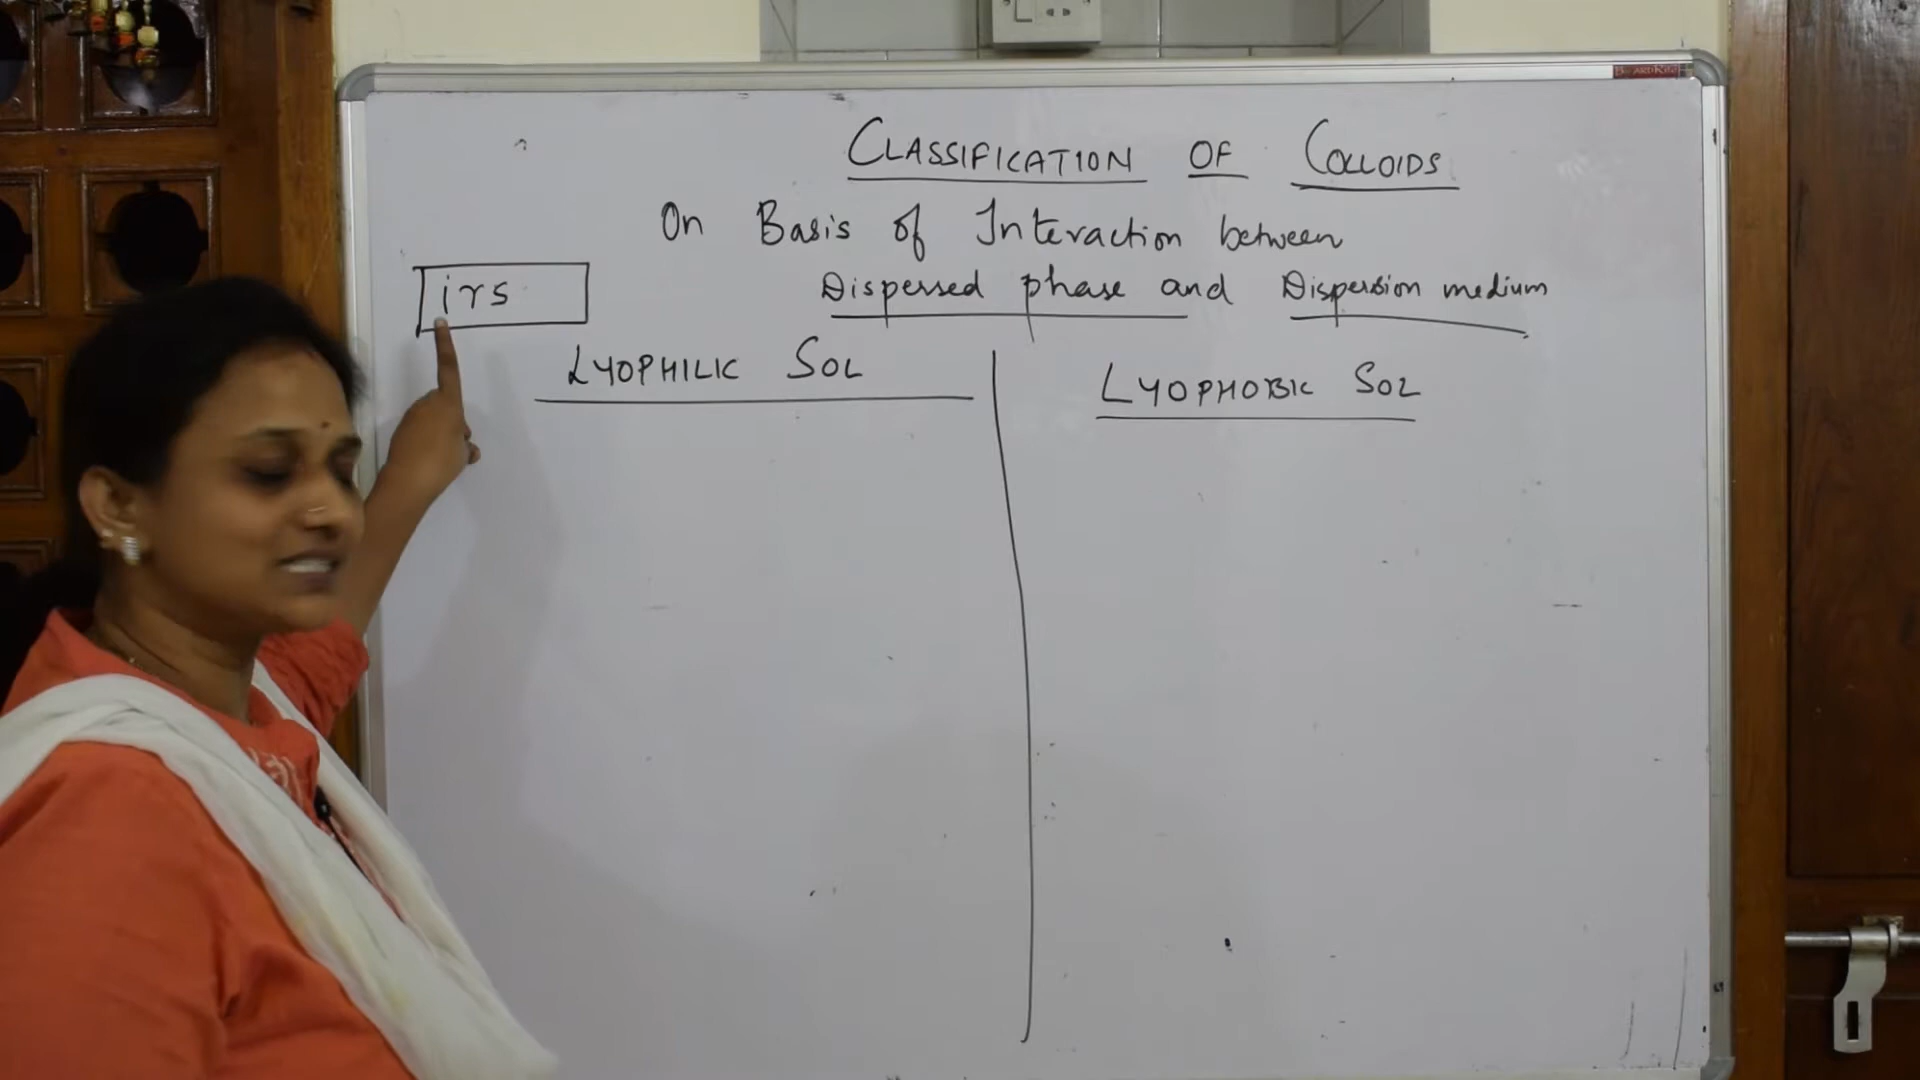 CLASSIFICATION OF COLLOIDS
On Basis of Interaction between
Dispersed phase and Dispersion medium
irs
LYOPHILIC SOL
LYOPHOBIC SOL